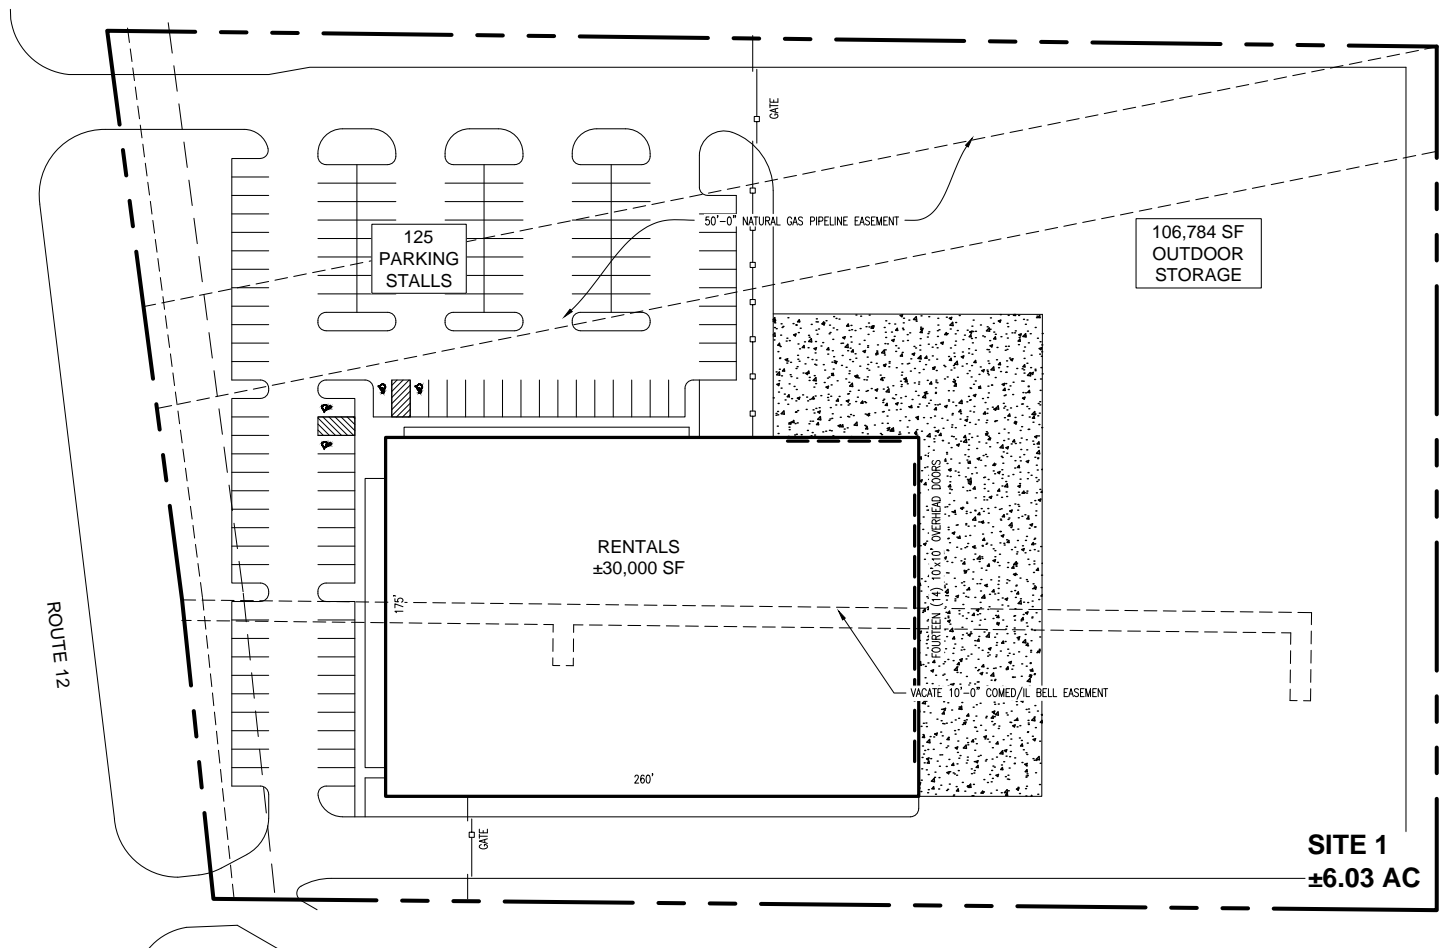 GATE
50'-0" NATURAL GAS PIPELINE EASEMENT
125
PARKING
STALLS
106,784 SF
OUTDOOR
STORAGE
RENTALS
±30,000 SF
FOURTEEN (14) 10'x10' OVERHEAD DOORS
175'
ROUTE 12
VACATE 10'-0" COMED/IL BELL EASEMENT
260'
GATE
SITE 1
±6.03 AC